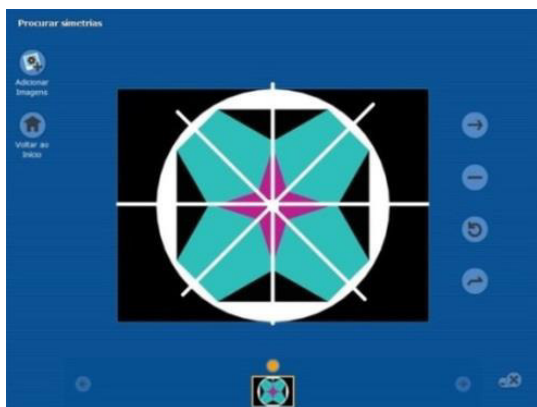 Procurar simetrias
Adicionar
Imagens
Voltar ao
Início